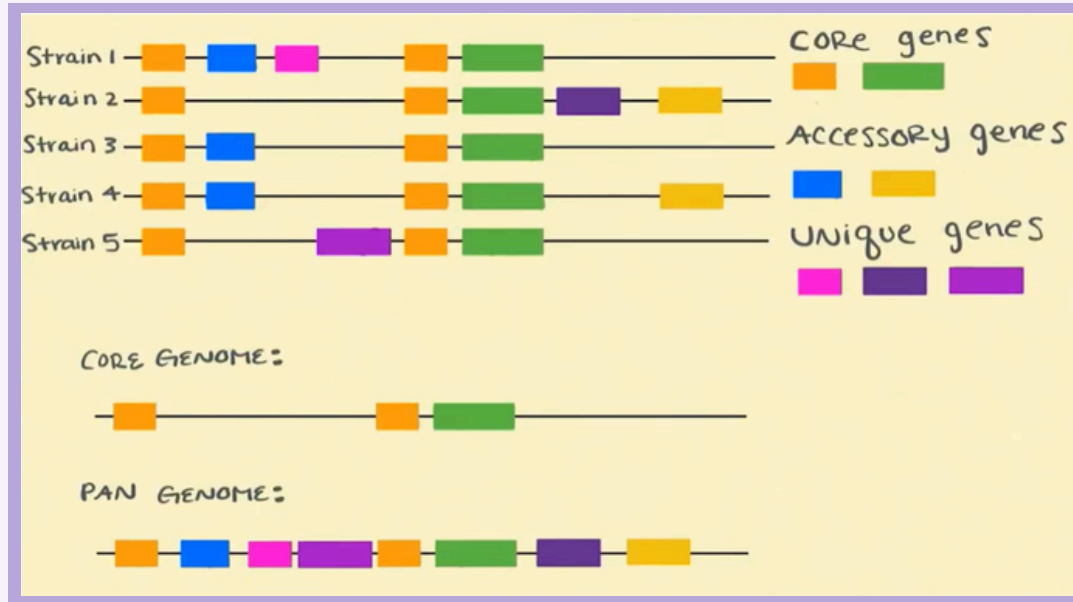 Strain 1
CORE genes
Strain 2
Strain 3
ACCESSORY genes
Strain 4
Strain 5
UNIQUE genes
CORE GENOME:
PAN GENOME: